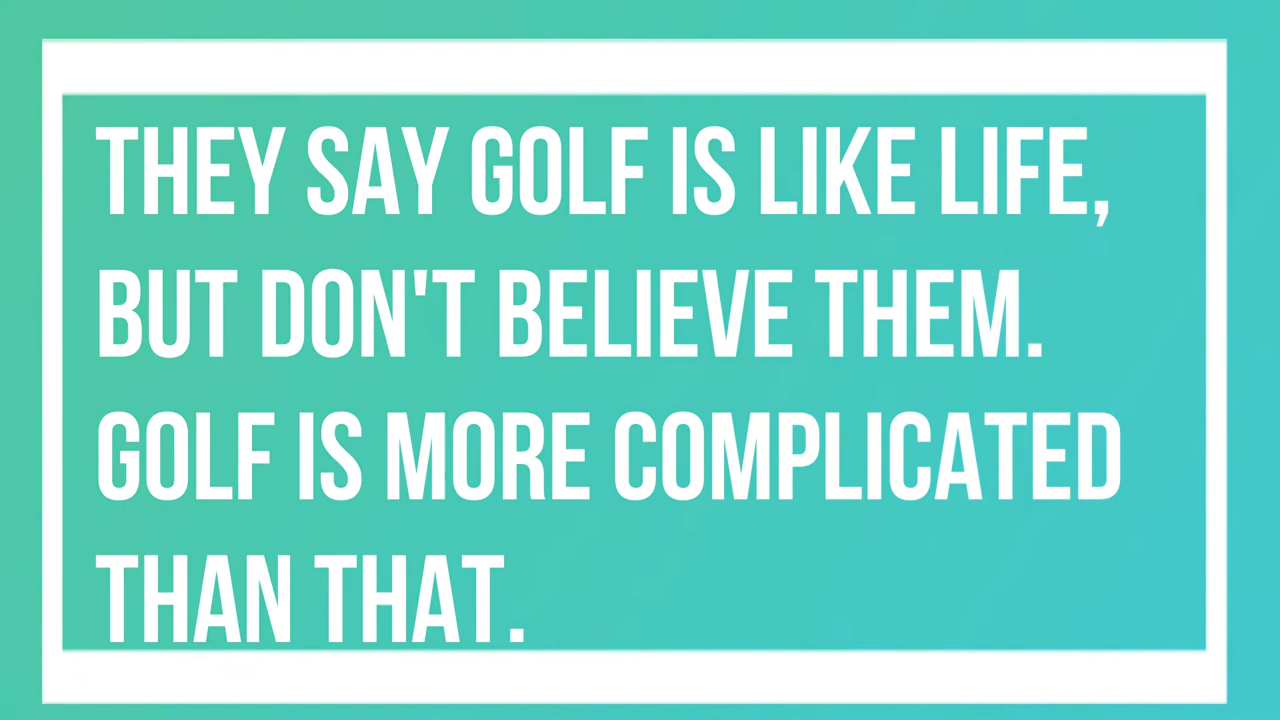 THEY SAY GOLF IS LIKE LIFE,
BUT DON'T BELIEVE THEM.
GOLF IS MORE COMPLICATED
THAN THAT.